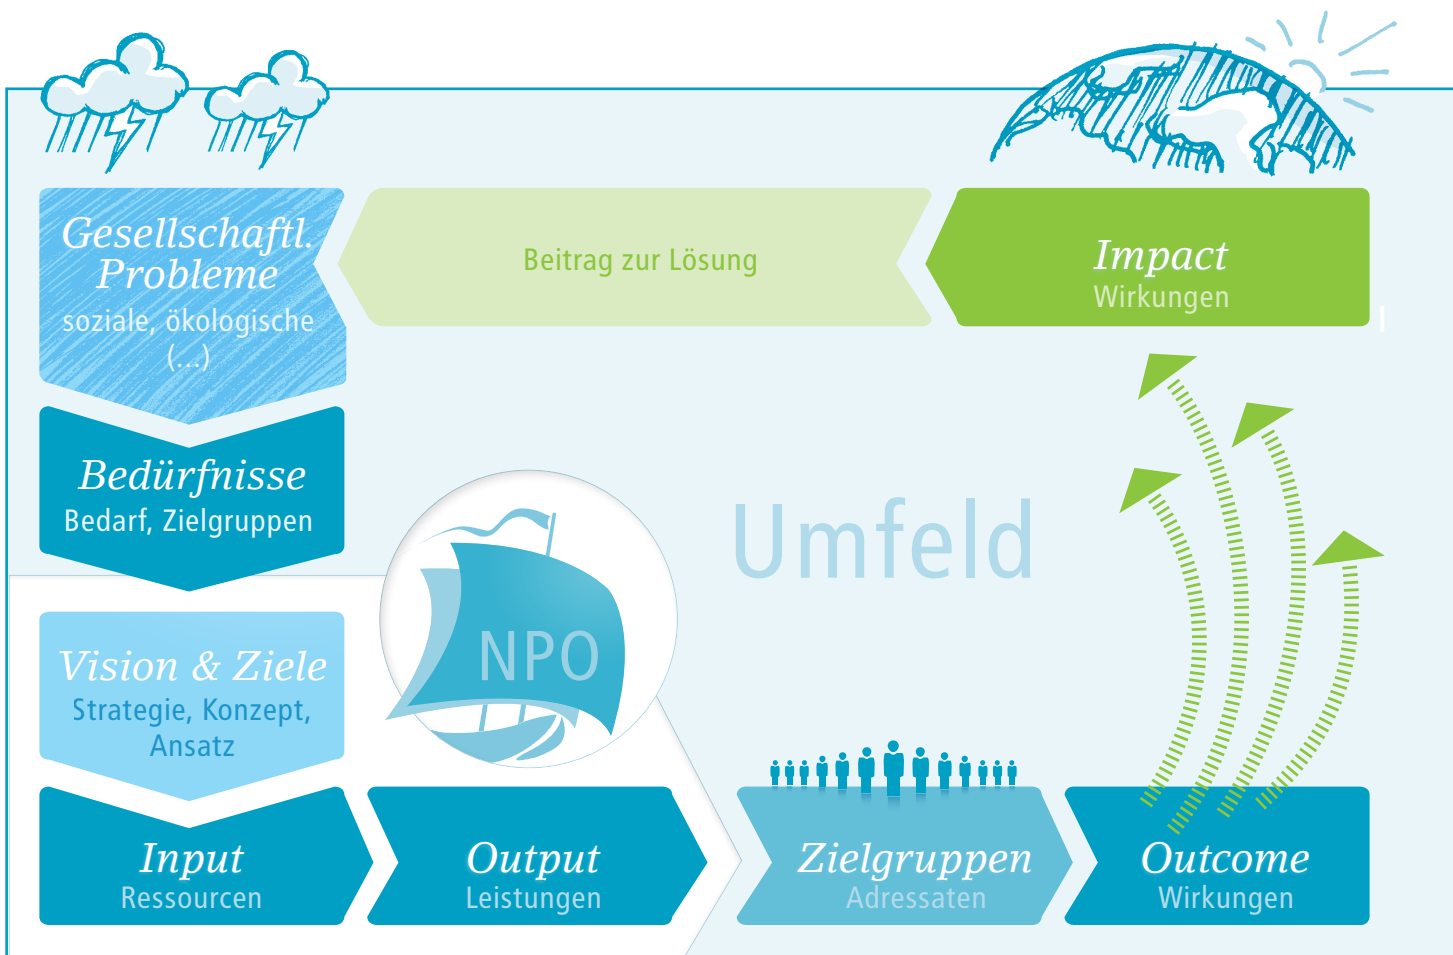 Gesellschaftl.
Probleme
soziale, ökologische
(...)
Beitrag zur Lösung
Impact
Wirkungen
Bedürfnisse
Bedarf, Zielgruppen
Umfeld
NPO
Vision & Ziele
Strategie, Konzept,
Ansatz
Input
Ressourcen
Output
Leistungen
Zielgruppen
Adressaten
Outcome
Wirkungen